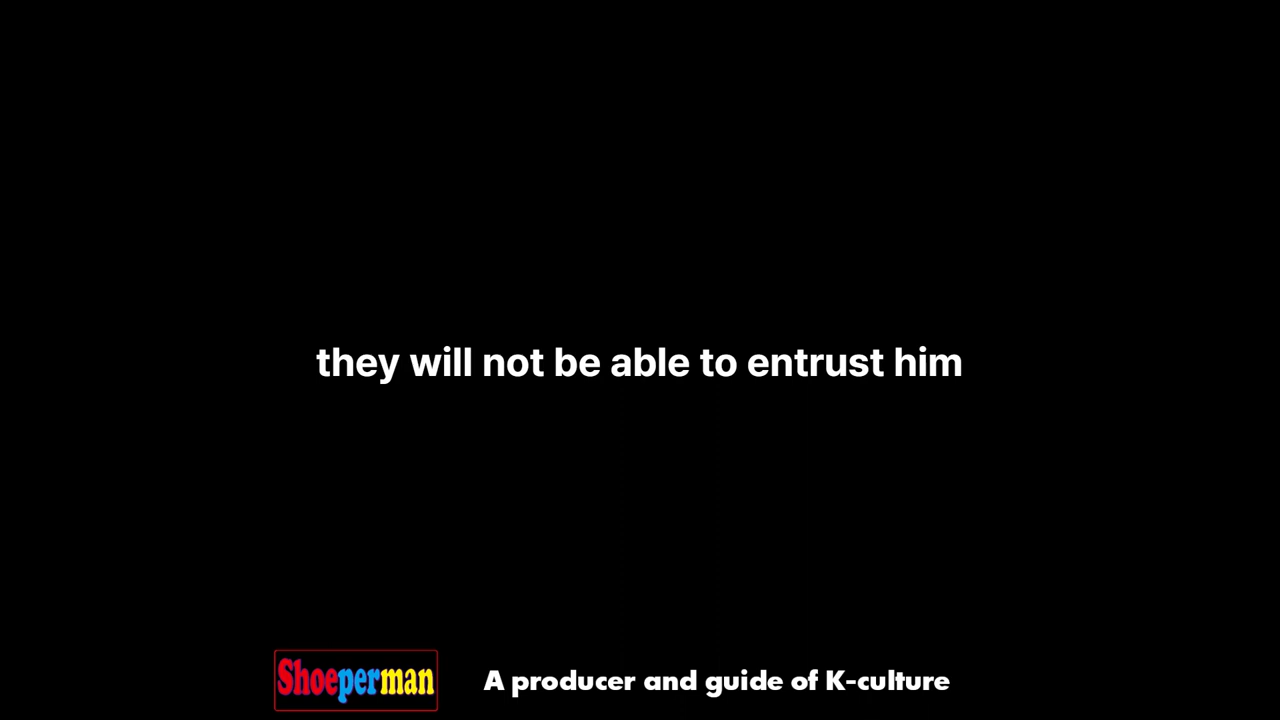 they will not be able to entrust him
Shoeperman
A producer and guide of K-culture